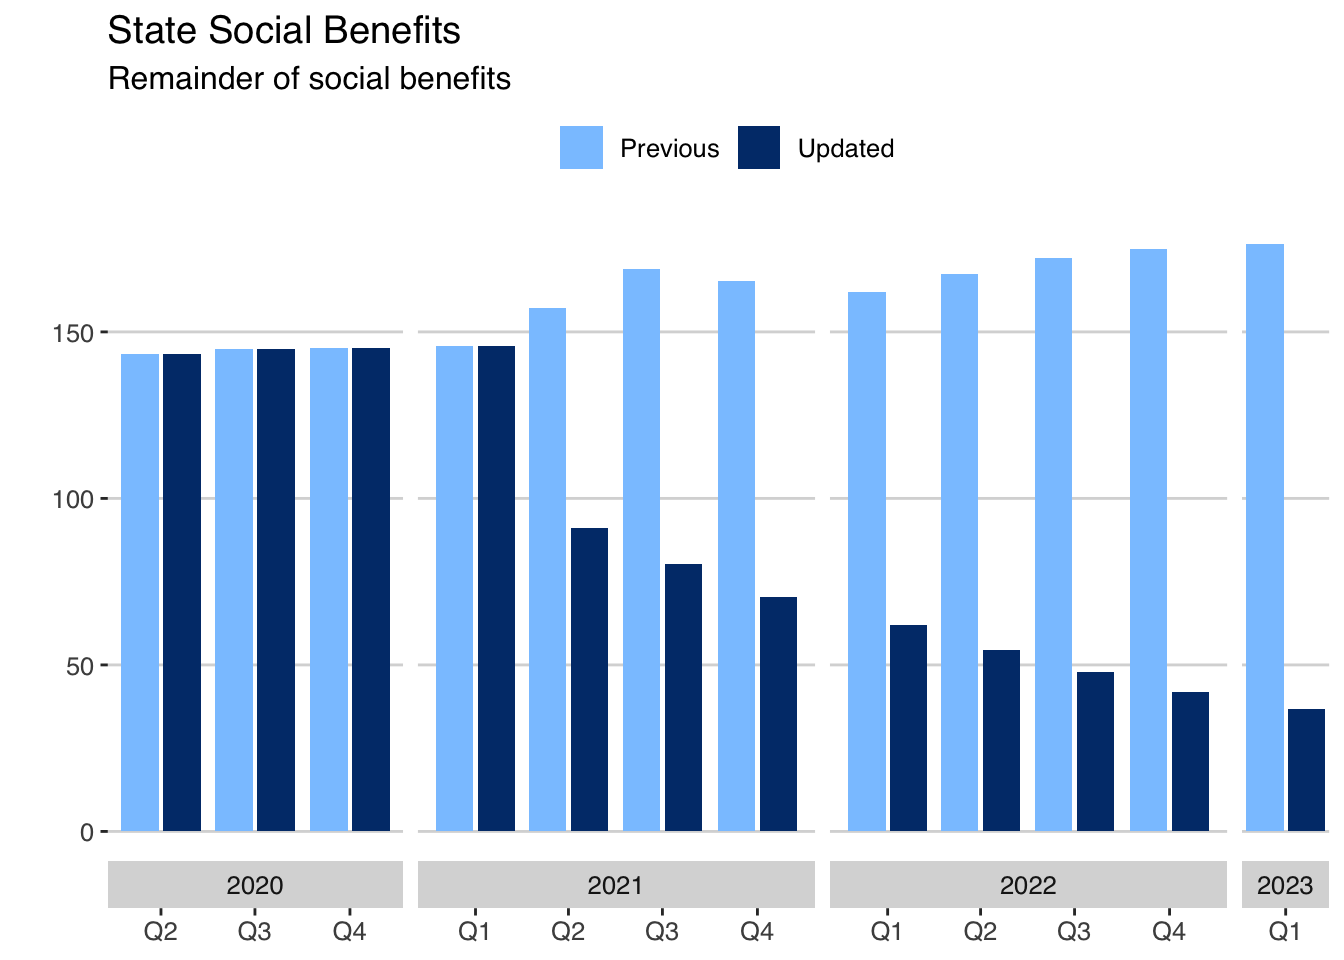 State Social Benefits
Remainder of social benefits
Previous Updated
150
100
50
0
2020 2021 2022 2023
Q2 Q3 Q4 Q1 Q2 Q3 Q4 Q1 Q2 Q3 Q4 Q1